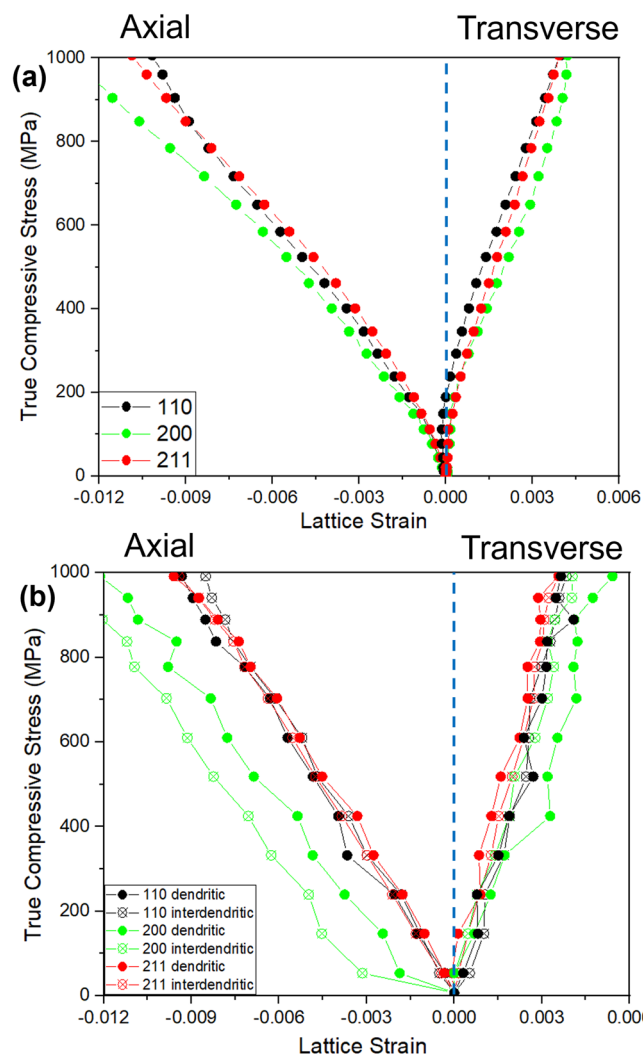 Axial Transverse
(a)
1000
800
600
400
200
0
True Compressive Stress (MPa)
110
200
211
-0.012 -0.009 -0.006 -0.003 0.000 0.003 0.006
Lattice Strain
Axial Transverse
(b)
1000
800
600
400
200
0
True Compressive Stress (MPa)
110 dendritic
110 interdendritic
200 dendritic
200 interdendritic
211 dendritic
211 interdendritic
-0.012 -0.009 -0.006 -0.003 0.000 0.003 0.00
Lattice Strain